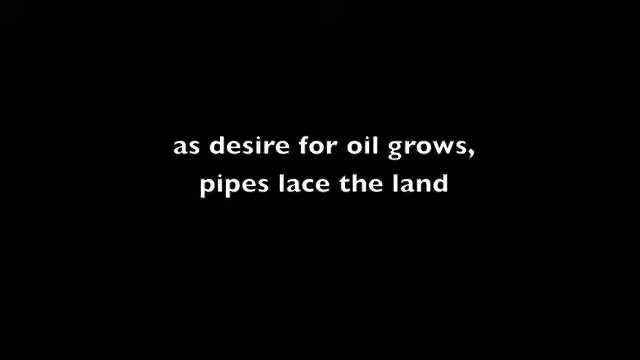 as desire for oil grows,
pipes lace the land